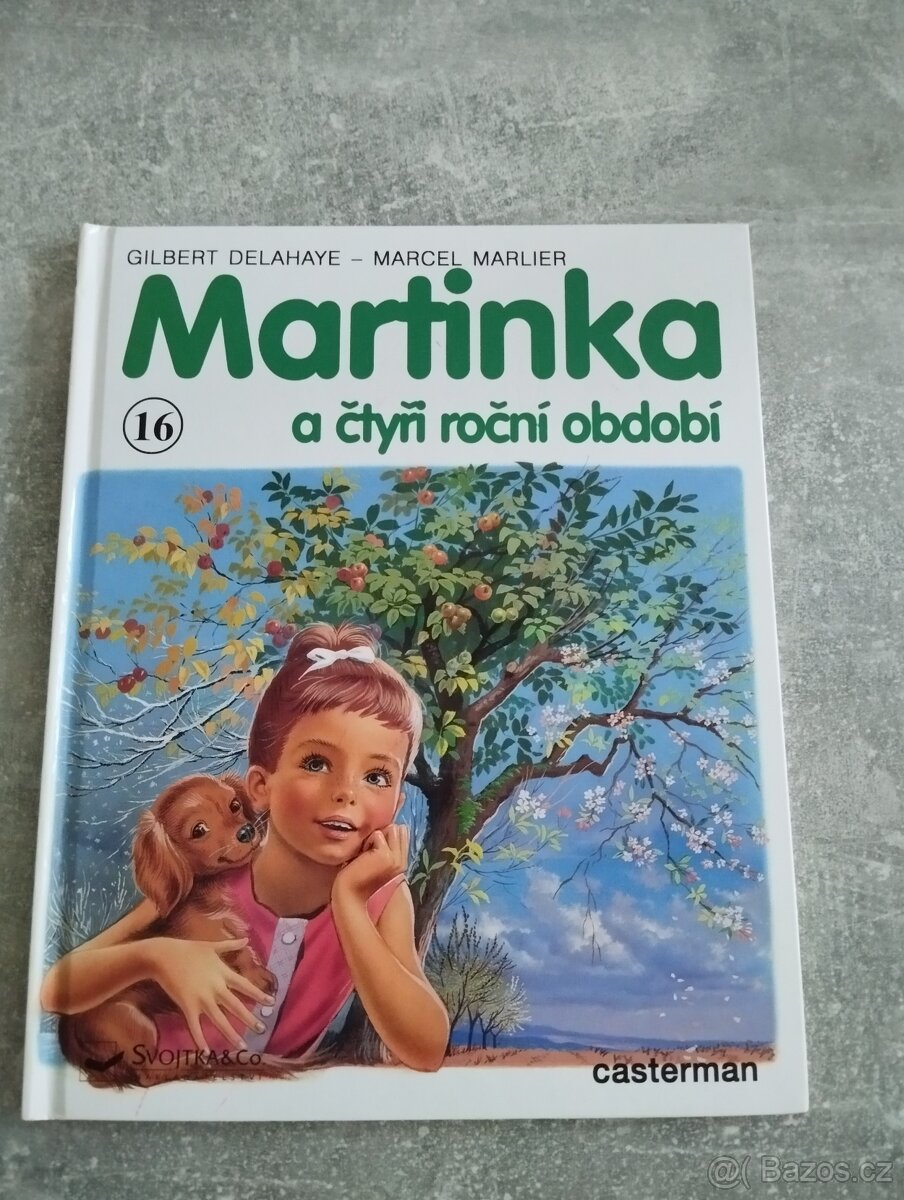 GILBERT DELAHAYE – MARCEL MARLIER
Martinka
16
a čtyři roční období
SVOJTKA&CO.
casterman
@( Bazos.cz